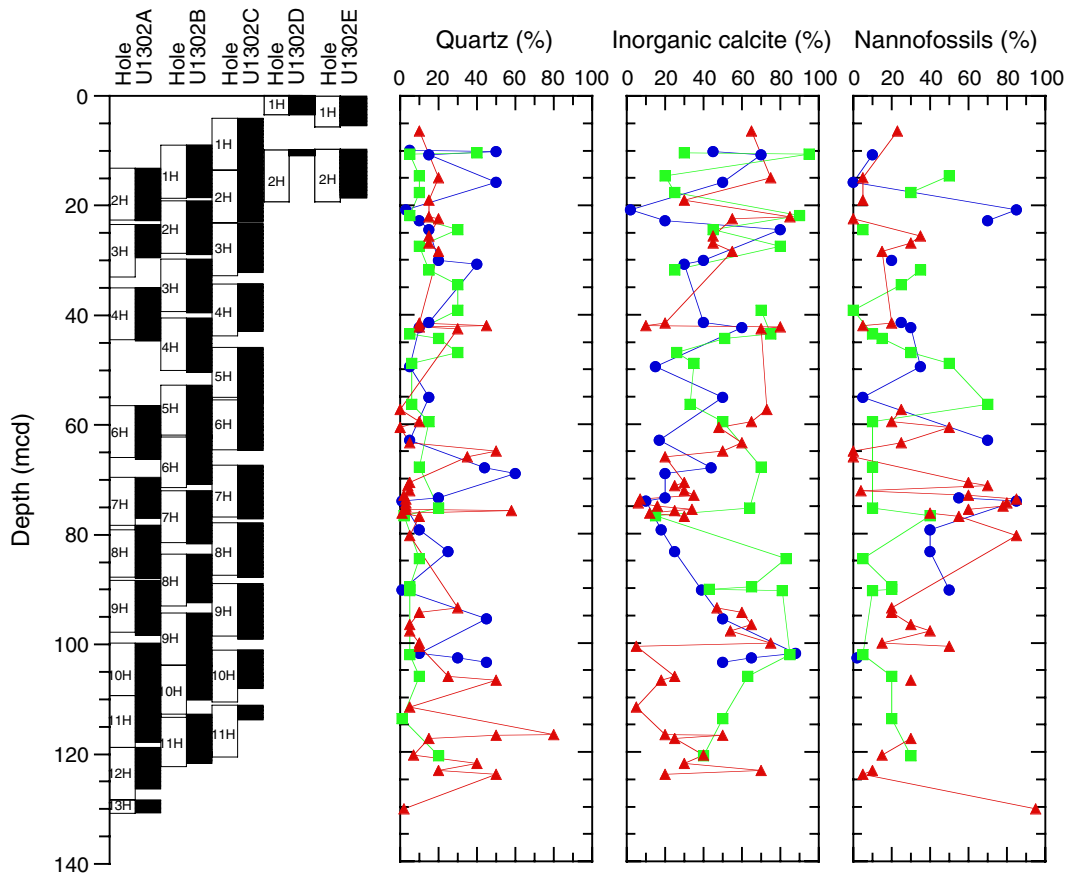 Hole
U1302A
Hole
U1302B
Hole
U1302C
Hole
U1302D
Hole
U1302E
Quartz (%)
Inorganic calcite (%)
Nannofossils (%)
0 20 40 60 80 100
0 20 40 60 80 100
0 20 40 60 80 100
Depth (mcd)
0
20
40
60
80
100
120
140
2H
3H
4H
6H
7H
8H
9H
10H
11H
12H
13H
1H
2H
3H
4H
5H
6H
7H
8H
9H
10H
11H
1H
2H
3H
4H
5H
6H
7H
8H
9H
10H
11H
1H
2H
1H
2H